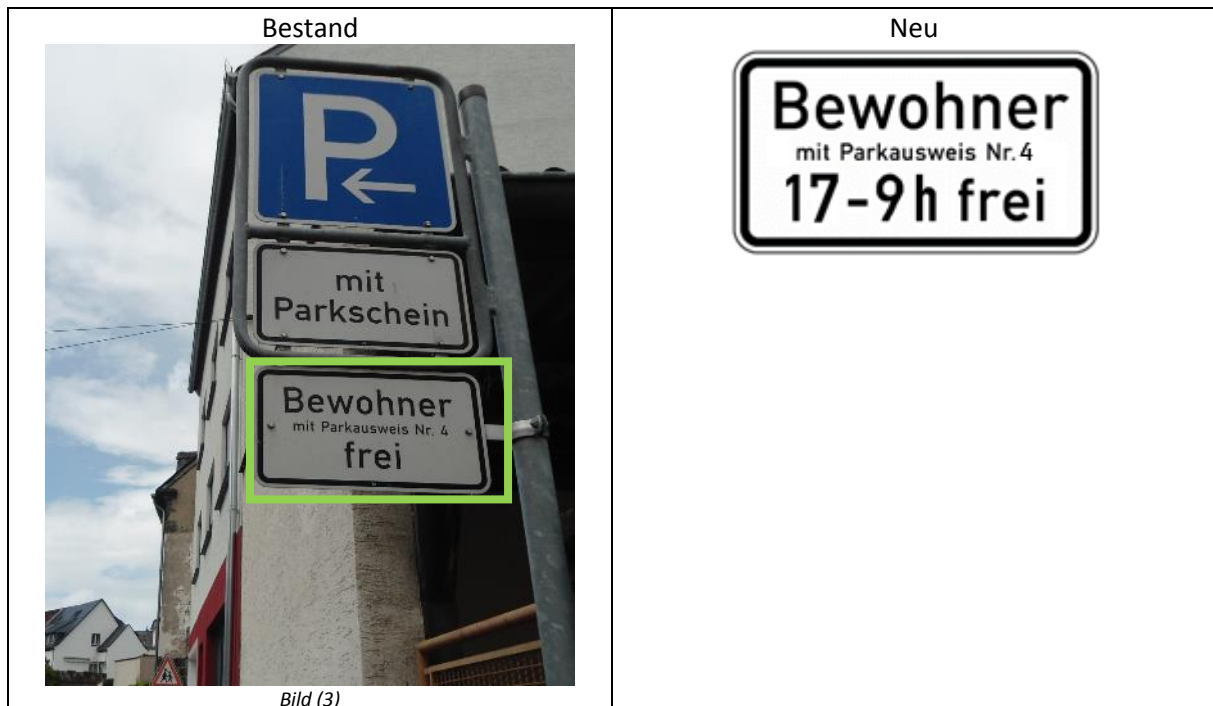 Bestand
P
mit
Parkschein
Bewohner
mit Parkausweis Nr. 4
frei
Bild (3)
Neu
Bewohner
mit Parkausweis Nr. 4
17-9h frei